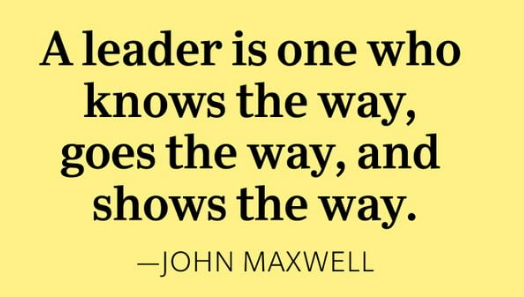 A leader is one who
knows the way,
goes the way, and
shows the way.
—JOHN MAXWELL